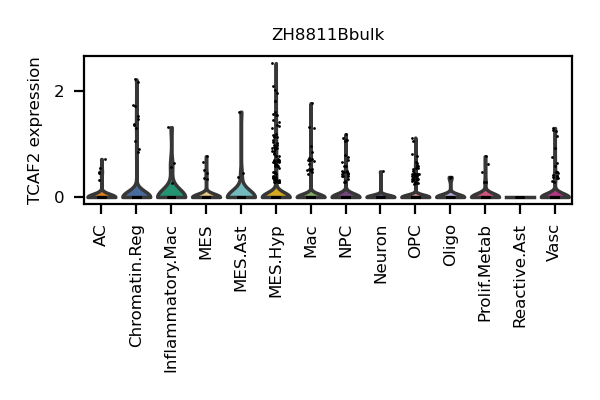 ZH8811Bbulk
TCAF2 expression
2
0
AC
Chromatin.Reg
Inflammatory.Mac
MES
MES.Ast
MES.Hyp
Mac
NPC
Neuron
OPC
Oligo
Prolif.Metab
Reactive.Ast
Vasc